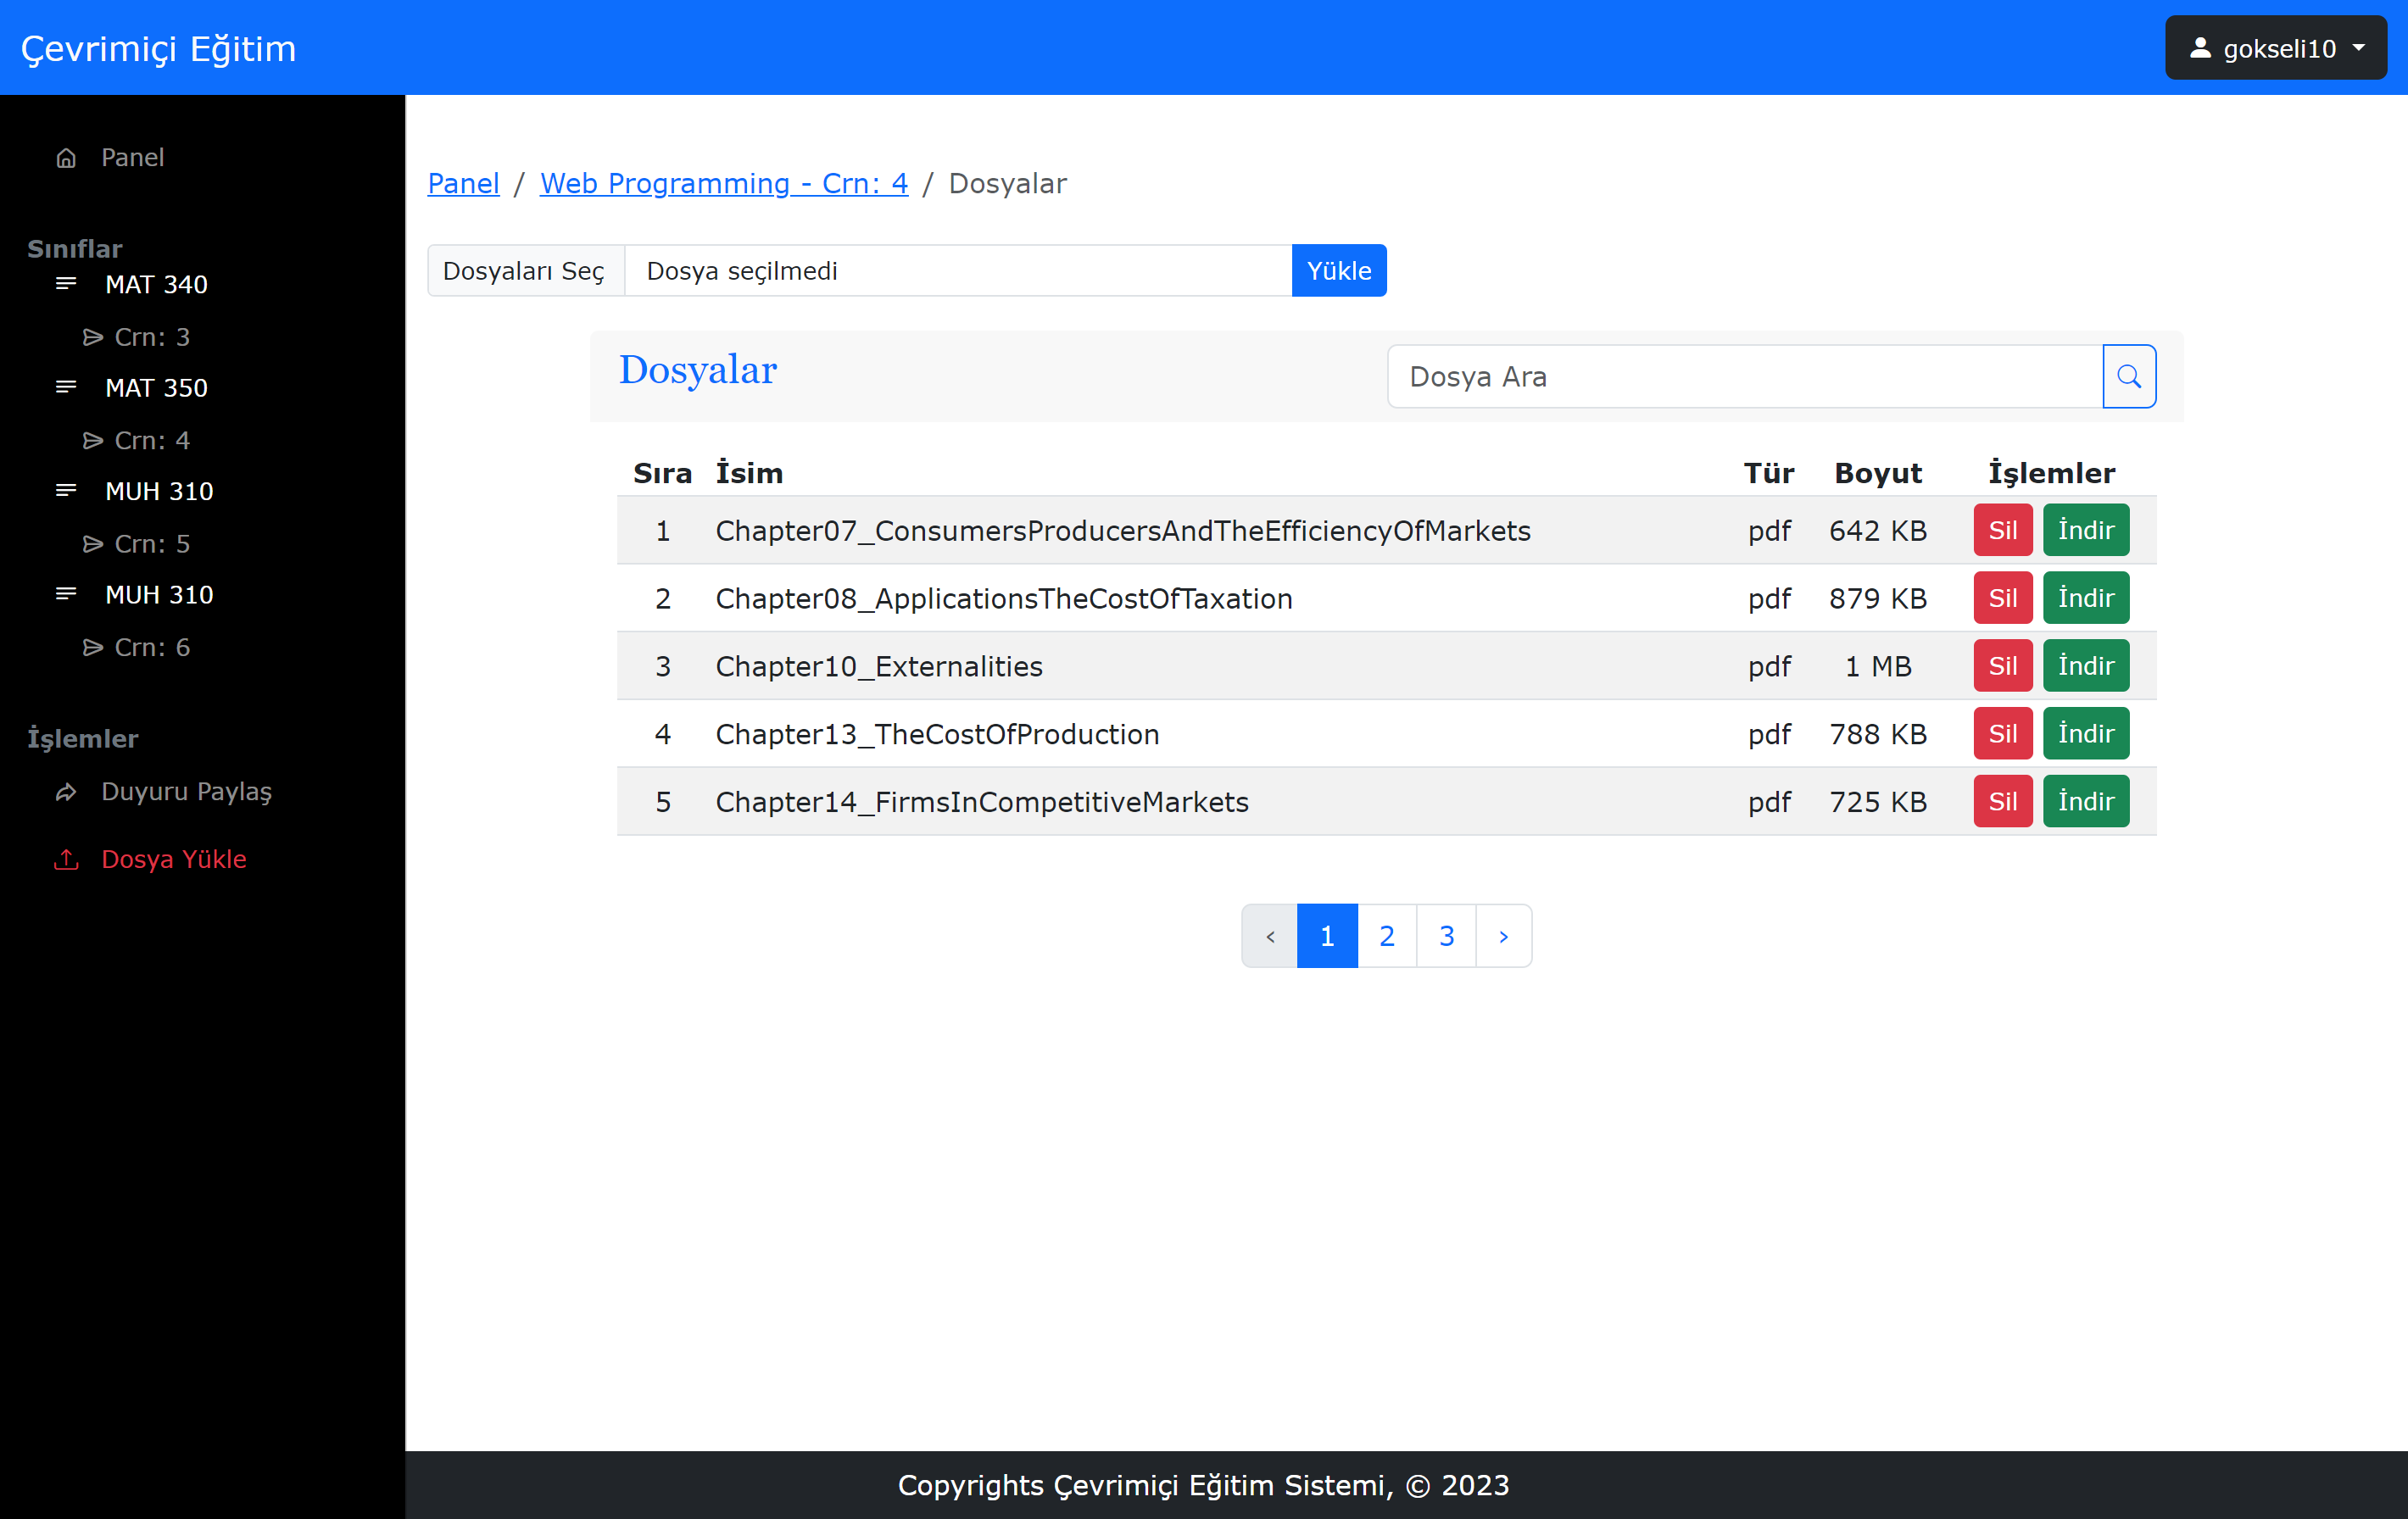 Çevrimiçi Eğitim
gokseli10
Panel
Sınıflar
MAT 340
Crn: 3
MAT 350
Crn: 4
MUH 310
Crn: 5
MUH 310
Crn: 6
İşlemler
Duyuru Paylaş
Dosya Yükle
Panel / Web Programming - Crn: 4 / Dosyalar
Dosyaları Seç Dosya seçilmedi Yükle
Dosyalar Dosya Ara
Sıra İsim Tür Boyut İşlemler
1 Chapter07_ConsumersProducersAndTheEfficiencyOfMarkets pdf 642 KB Sil İndir
2 Chapter08_ApplicationsTheCostOfTaxation pdf 879 KB Sil İndir
3 Chapter10_Externalities pdf 1 MB Sil İndir
4 Chapter13_TheCostOfProduction pdf 788 KB Sil İndir
5 Chapter14_FirmsInCompetitiveMarkets pdf 725 KB Sil İndir
‹ 1 2 3 ›
Copyrights Çevrimiçi Eğitim Sistemi, © 2023